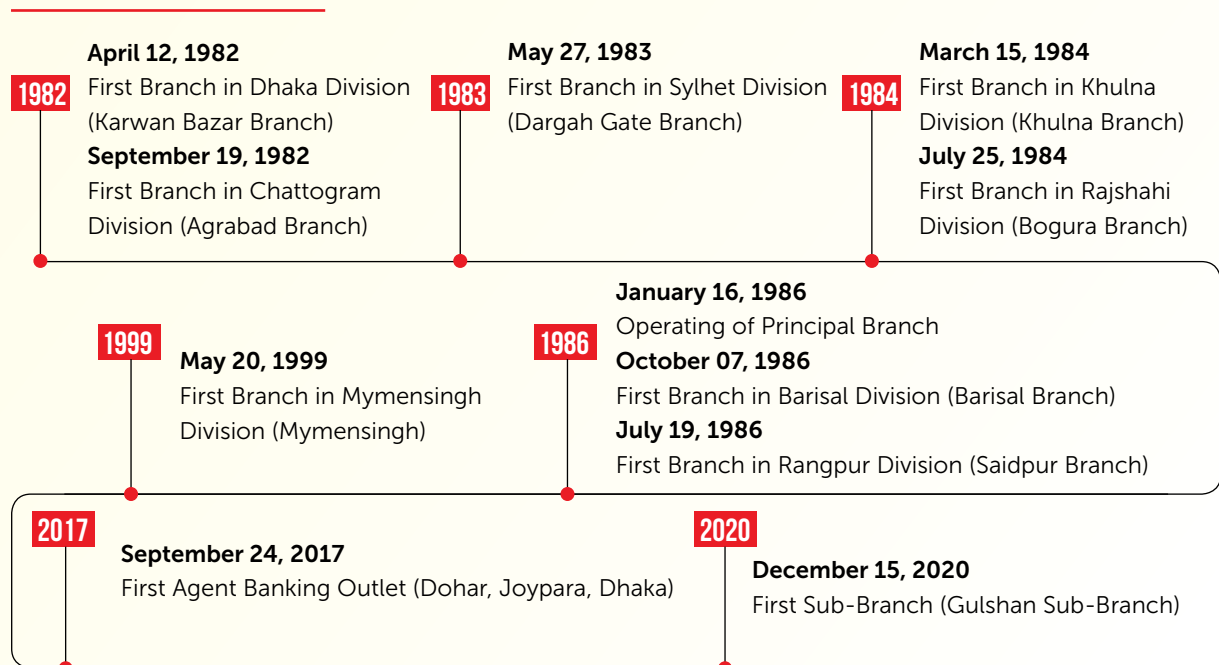 1982
April 12, 1982
First Branch in Dhaka Division
(Karwan Bazar Branch)
September 19, 1982
First Branch in Chattogram
Division (Agrabad Branch)
1983
May 27, 1983
First Branch in Sylhet Division
(Dargah Gate Branch)
1984
March 15, 1984
First Branch in Khulna
Division (Khulna Branch)
July 25, 1984
First Branch in Rajshahi
Division (Bogura Branch)
1986
January 16, 1986
Operating of Principal Branch
October 07, 1986
First Branch in Barisal Division (Barisal Branch)
July 19, 1986
First Branch in Rangpur Division (Saidpur Branch)
1999
May 20, 1999
First Branch in Mymensingh
Division (Mymensingh)
2017
September 24, 2017
First Agent Banking Outlet (Dohar, Joypara, Dhaka)
2020
December 15, 2020
First Sub-Branch (Gulshan Sub-Branch)